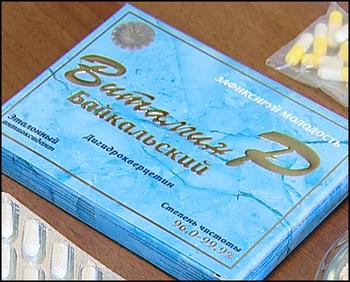 ЗАФИКСИРУЙ МОЛОДОСТЬ
Витамин Р
Байкальский
Эталонный
антиоксидант
Дигидрокверцетин
Степень чистоты
96.0-99.9%